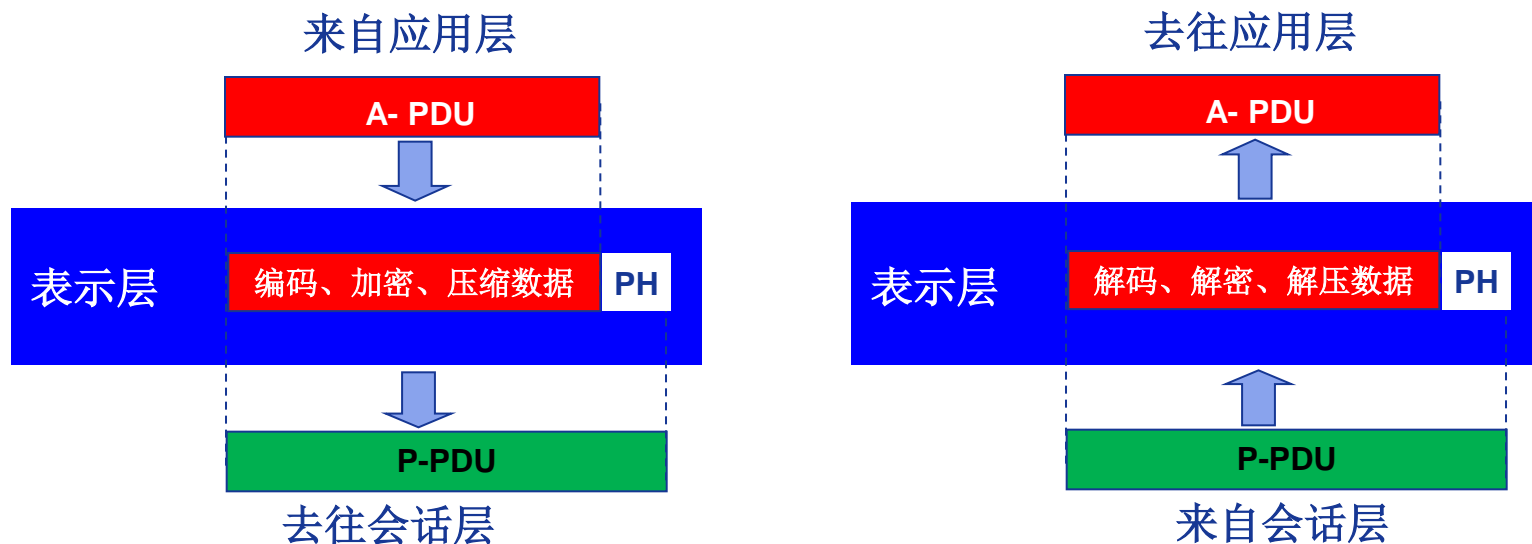 来自应用层
A- PDU
表示层
编码、加密、压缩数据
PH
P-PDU
去往会话层
去往应用层
A- PDU
表示层
解码、解密、解压数据
PH
P-PDU
来自会话层